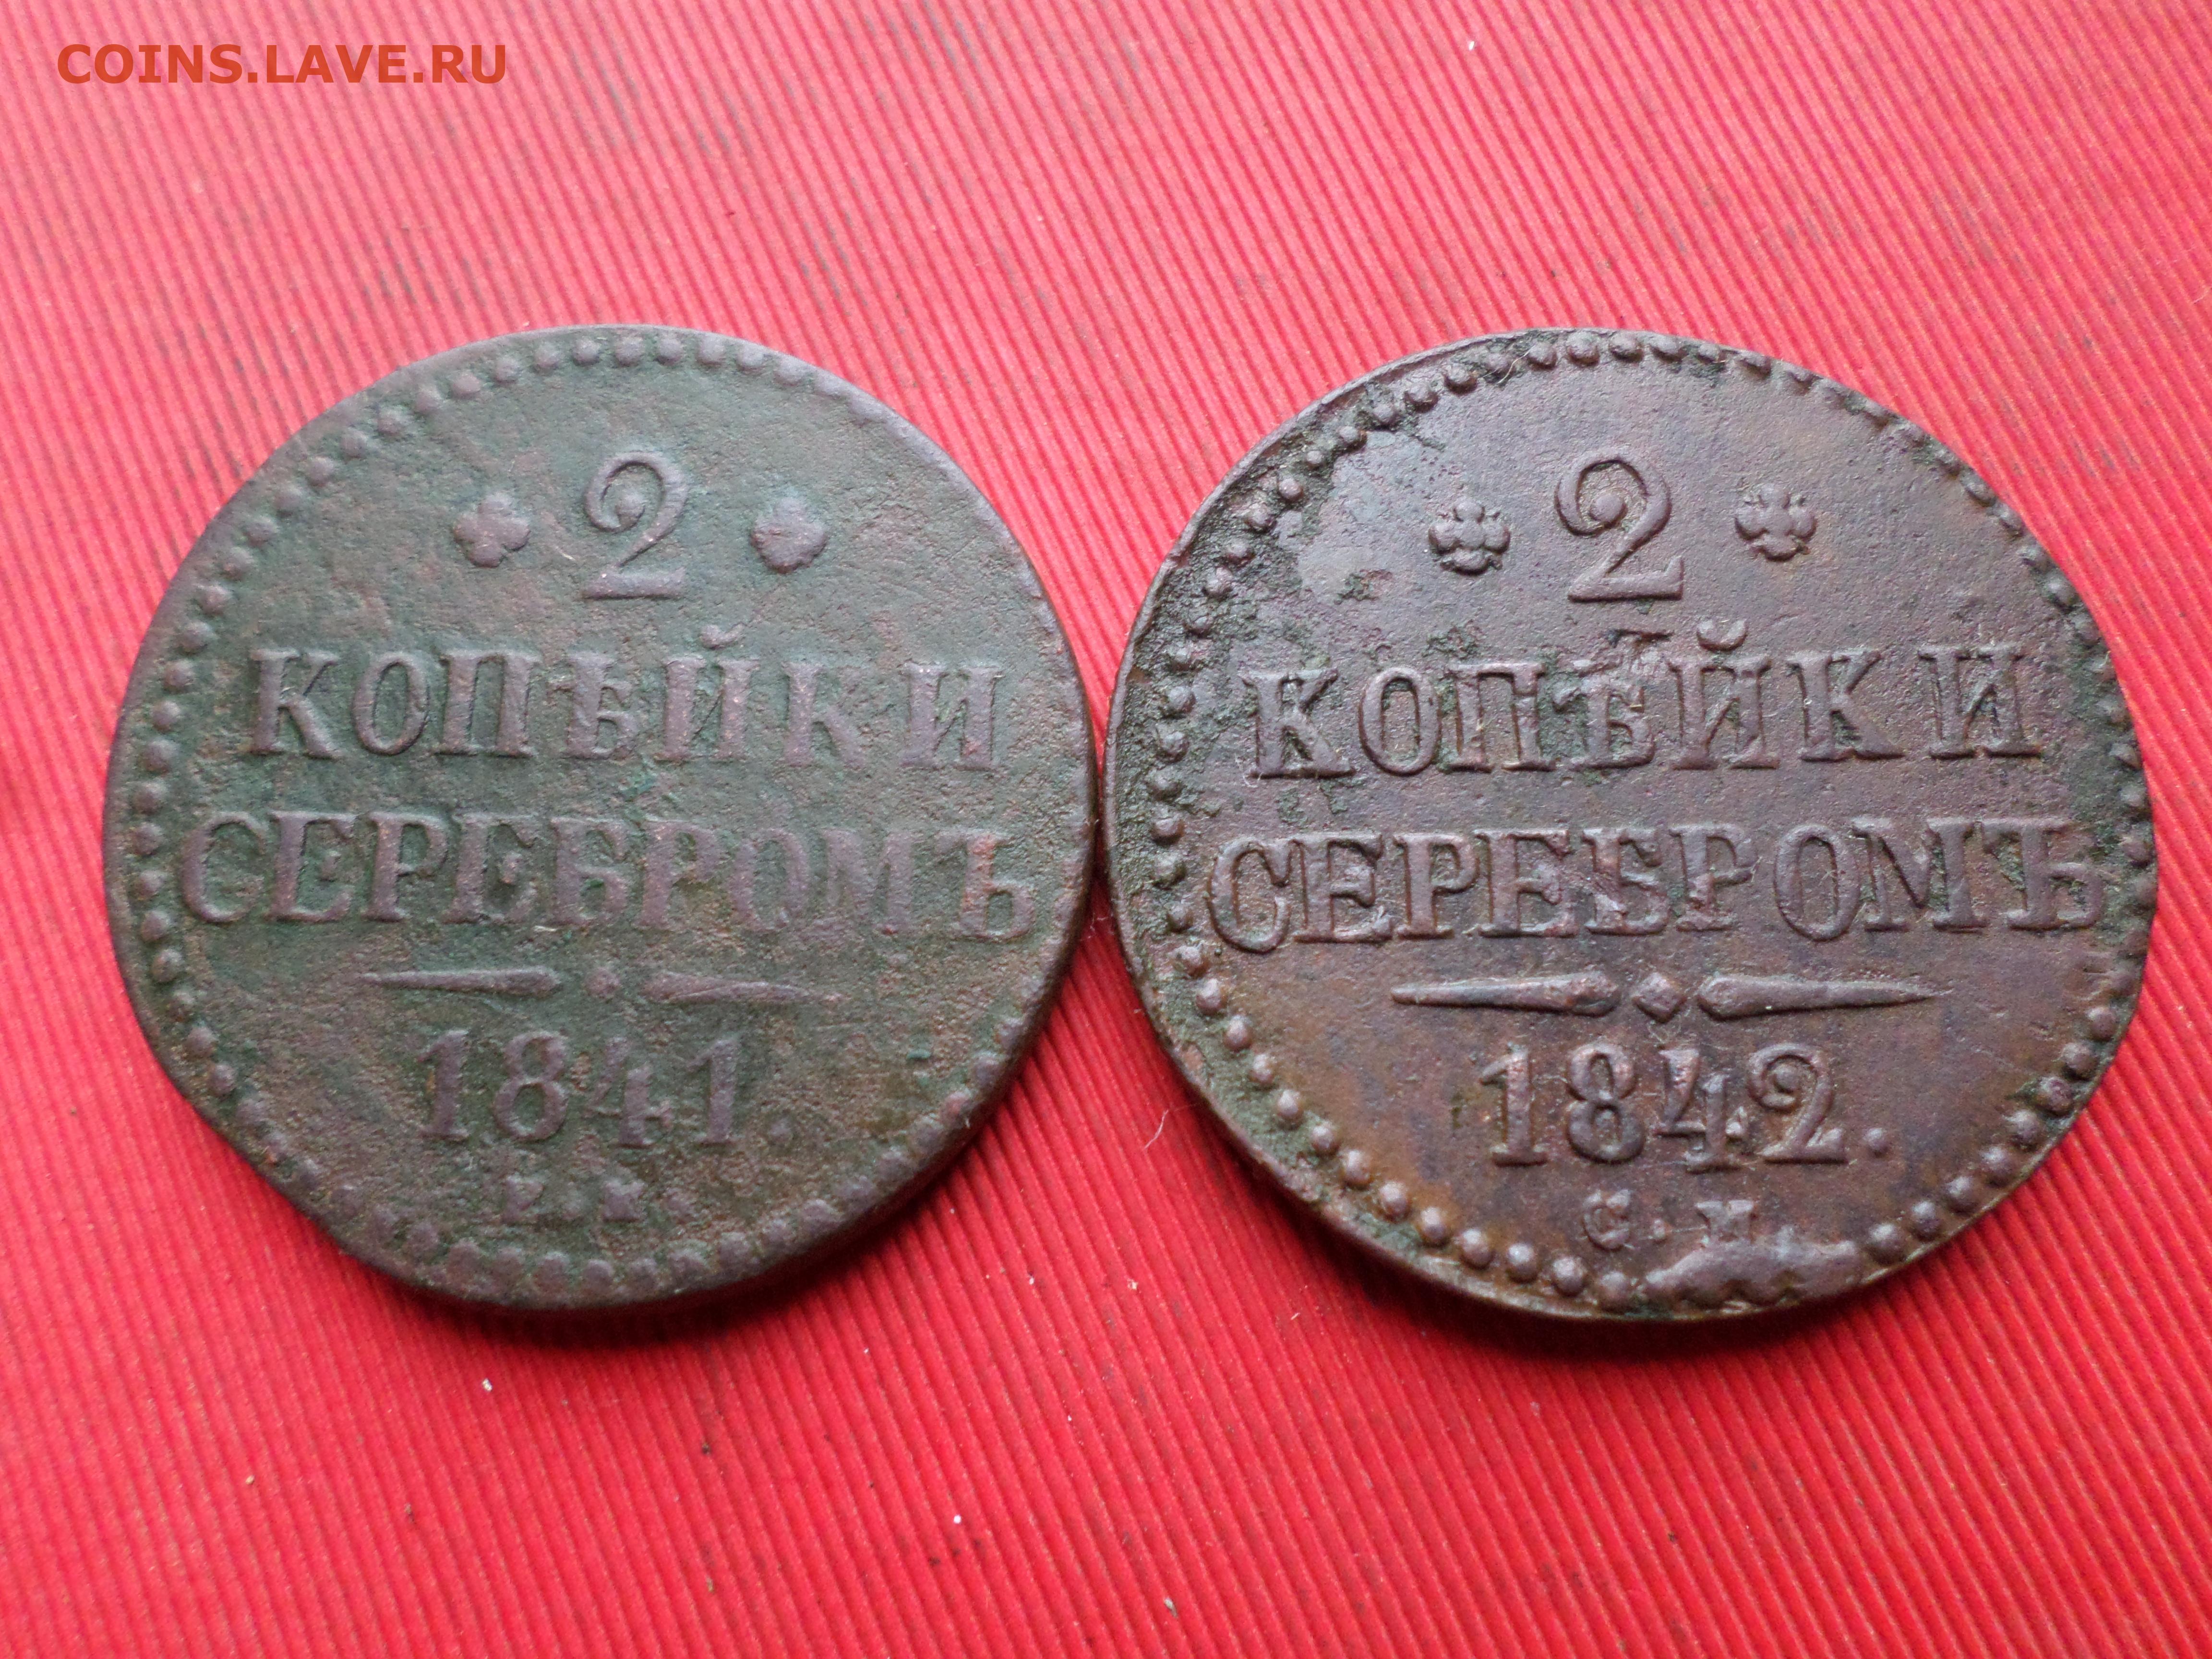 COINS.LAVE.RU
2
КОПѢЙКИ
СЕРЕБРОМЪ
1841.
2
КОПѢЙКИ
СЕРЕБРОМЪ
1842.
С.М.